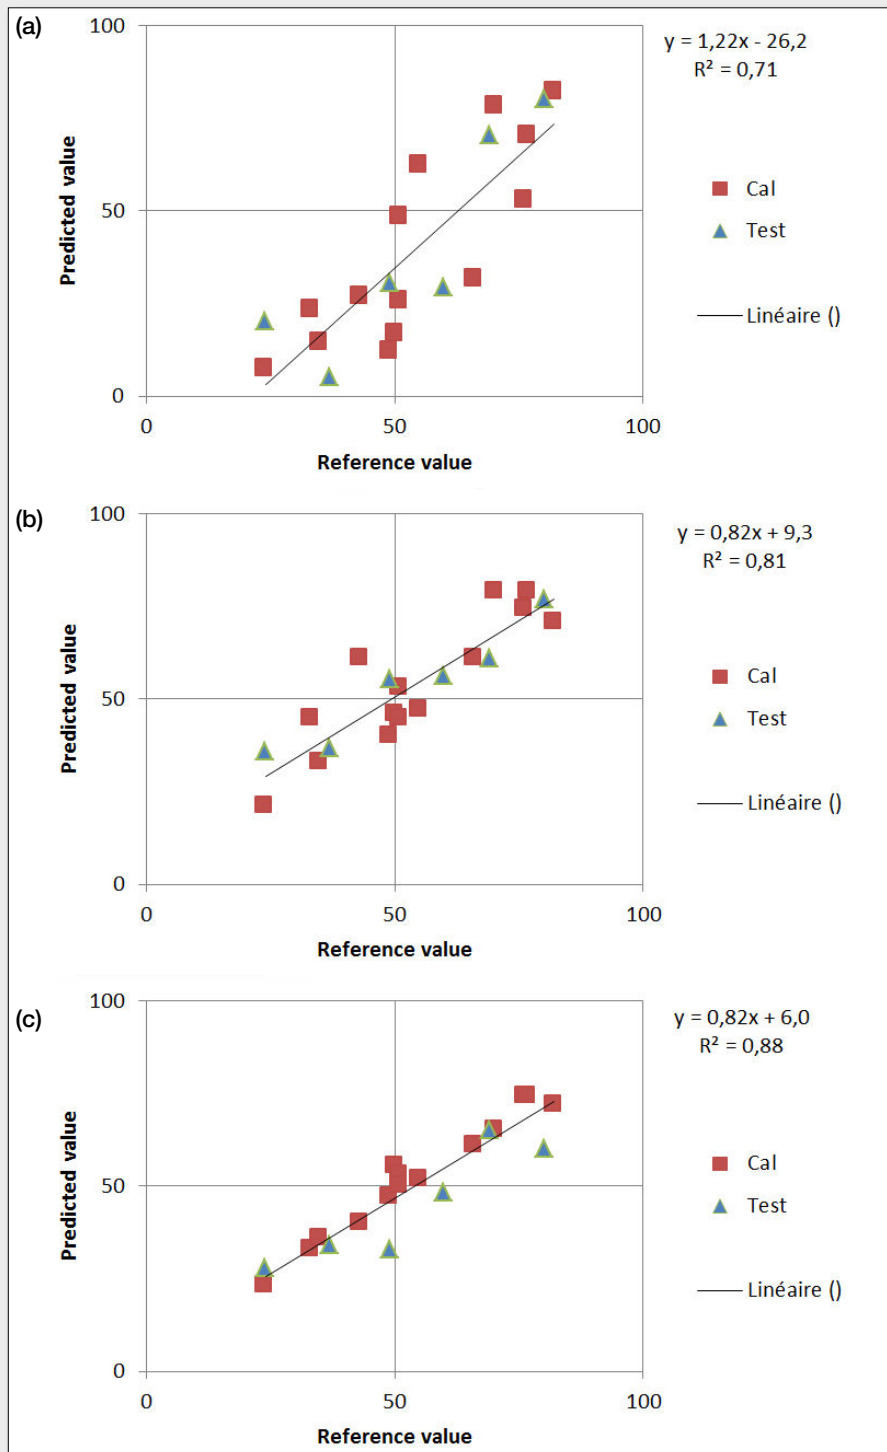 (a)
100
50
0
0 50 100
Predicted value
Reference value
y = 1,22x - 26,2
R² = 0,71
Cal
Test
Linéaire ()
(b)
100
50
0
0 50 100
Predicted value
Reference value
y = 0,82x + 9,3
R² = 0,81
Cal
Test
Linéaire ()
(c)
100
50
0
0 50 100
Predicted value
Reference value
y = 0,82x + 6,0
R² = 0,88
Cal
Test
Linéaire ()